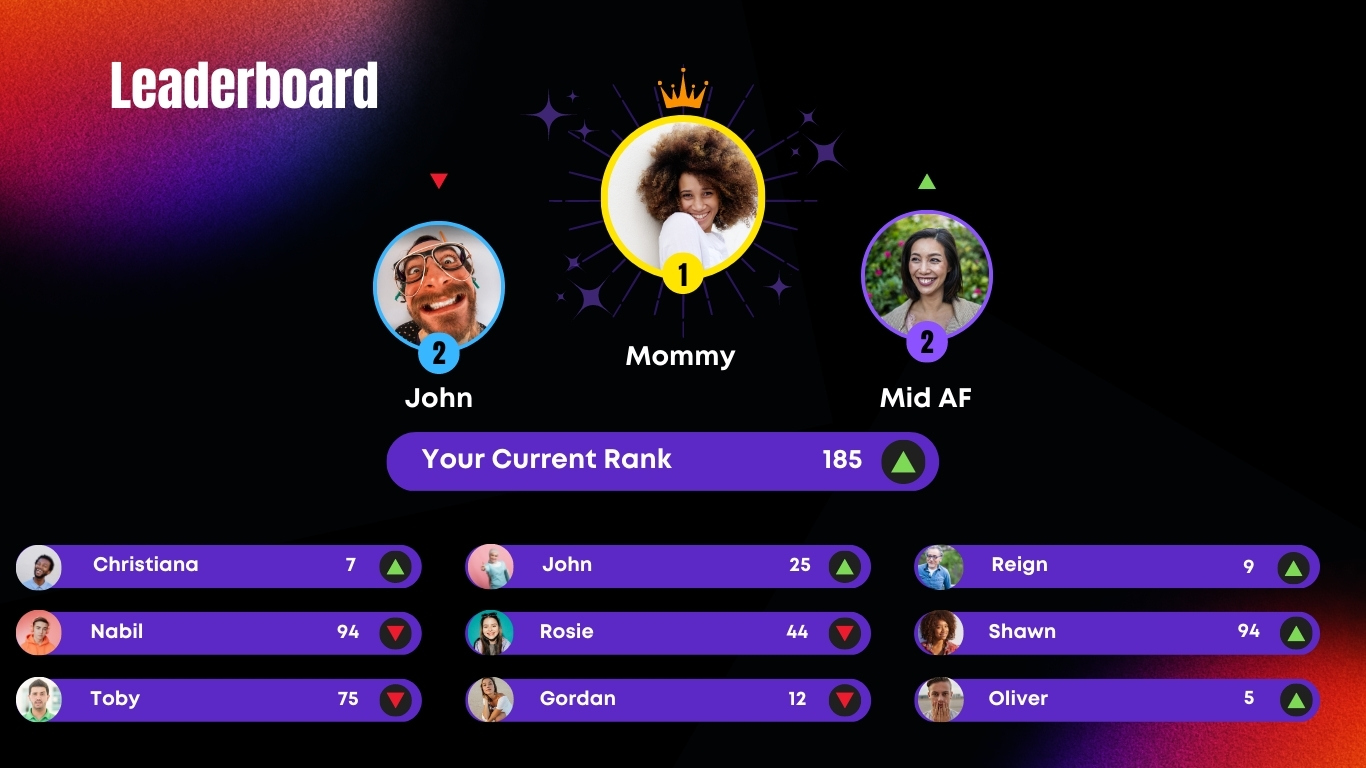 Leaderboard
1
2
2
Mommy
John
Mid AF
Your Current Rank 185
Christiana 7
John 25
Reign 9
Nabil 94
Rosie 44
Shawn 94
Toby 75
Gordan 12
Oliver 5